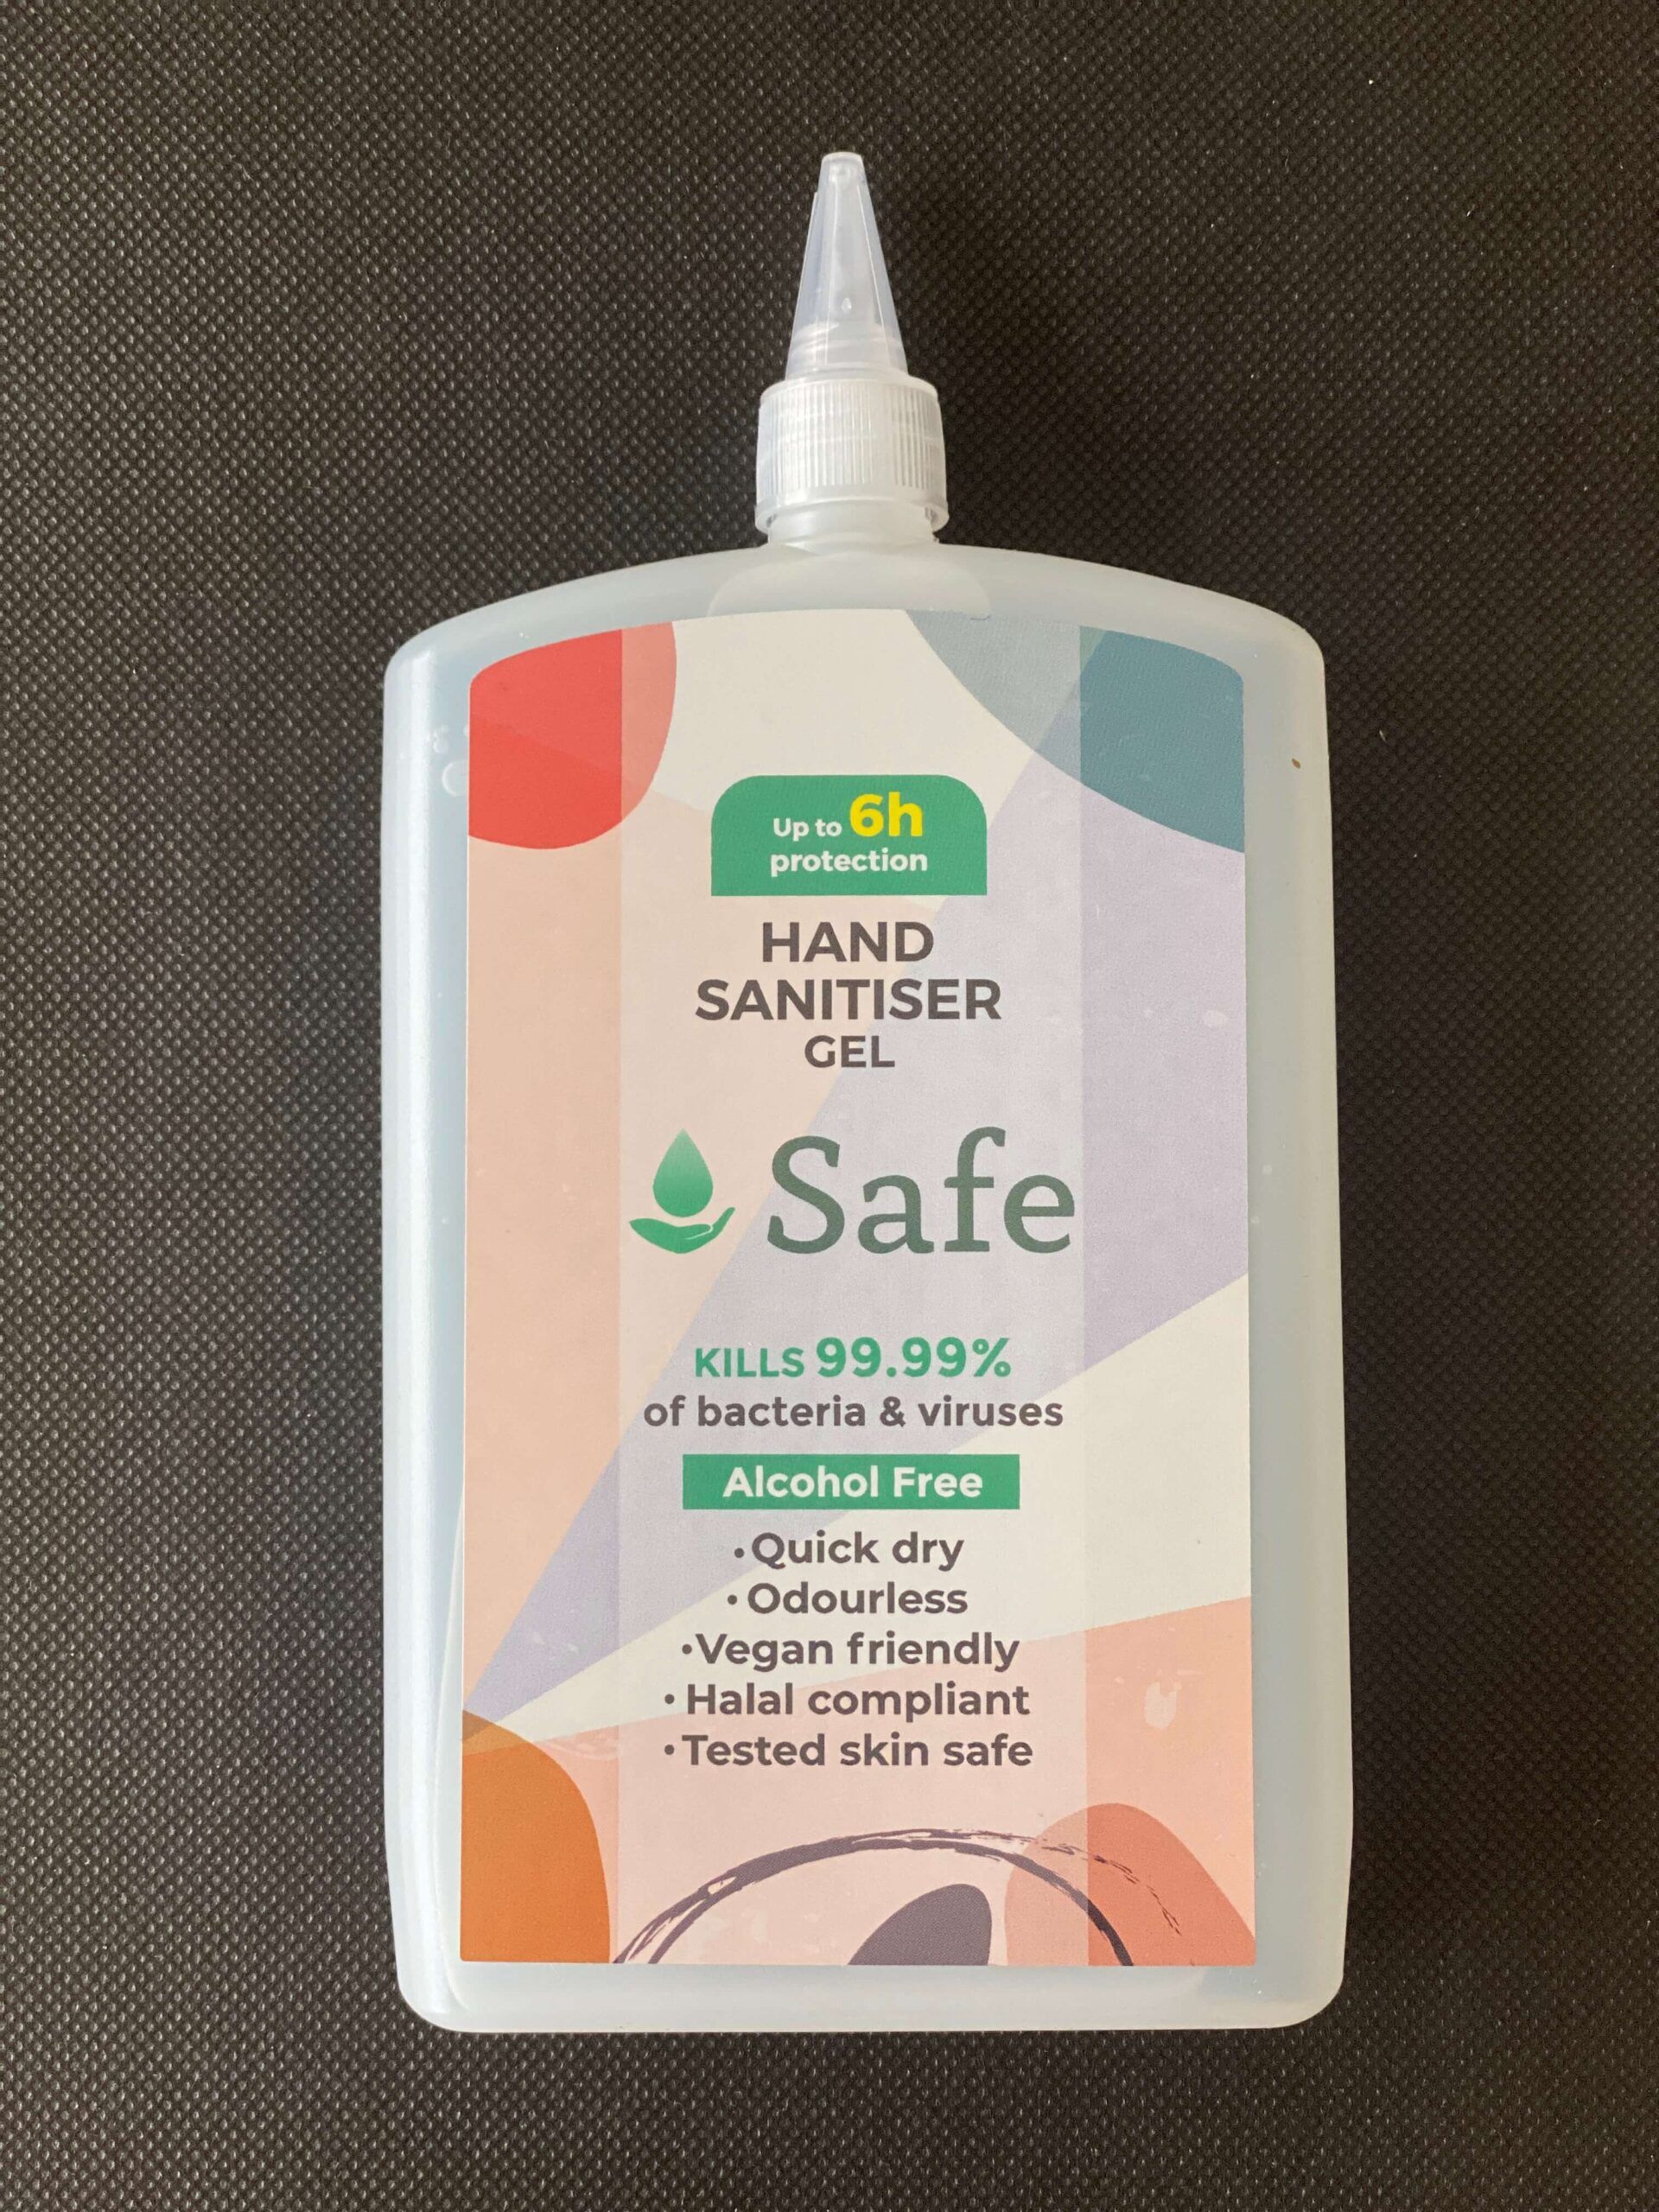 Up to 6h
protection
HAND
SANITISER
GEL
Safe
KILLS 99.99%
of bacteria & viruses
Alcohol Free
• Quick dry
• Odourless
• Vegan friendly
• Halal compliant
• Tested skin safe